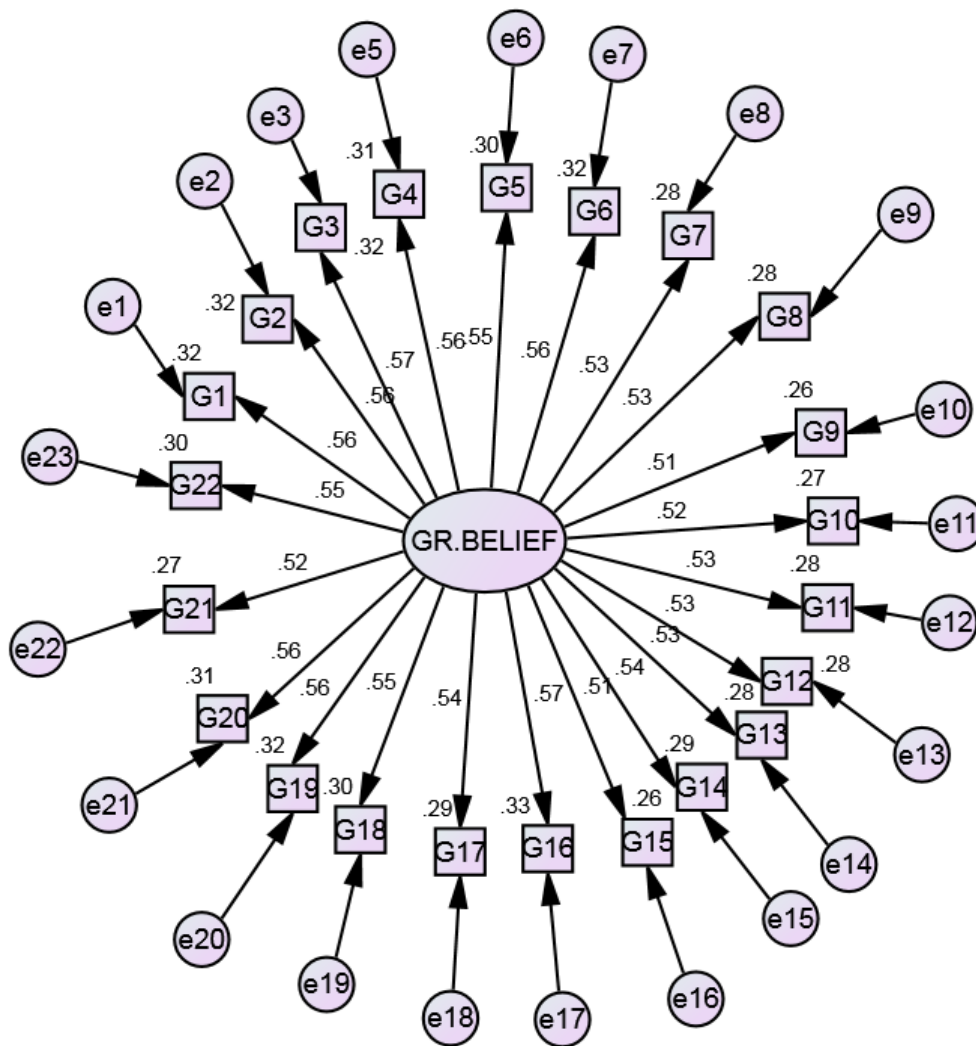 e6
e5
e7
e3
e8
.30
.31
.32
e2
G5
G4
.28
G6
e9
G3
G7
.32
.28
.32
G2
G8
e1
.55
.56
.56
.57
.53
.32
.53
.26
G1
.56
e10
G9
.30
.56
e23
.51
.27
G22
.55
.52
G10
e11
GR.BELIEF
.53
.27
.52
.28
G21
.53
G11
e12
e22
.53
.56
.54
.28
.31
.55
.51
G12
.56
.57
.28
.54
G20
G13
e13
.32
.29
.30
G19
G14
e21
.33
.26
.29
G18
G15
G16
G17
e14
e15
e20
e19
e16
e18
e17